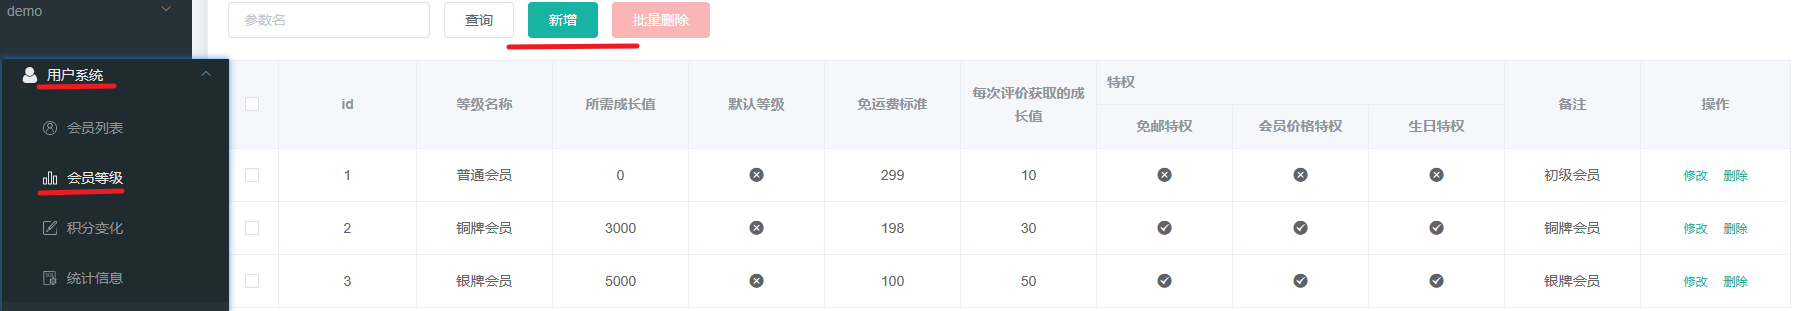 demo
参数名 查询 新增 批量删除
用户系统
会员列表
会员等级
积分变化
统计信息
id 等级名称 所需成长值 默认等级 免运费标准 每次评价获取的成长值 特权 备注 操作
免邮特权 会员价格特权 生日特权
1 普通会员 0 299 10 初级会员 修改 删除
2 铜牌会员 3000 198 30 铜牌会员 修改 删除
3 银牌会员 5000 100 50 银牌会员 修改 删除